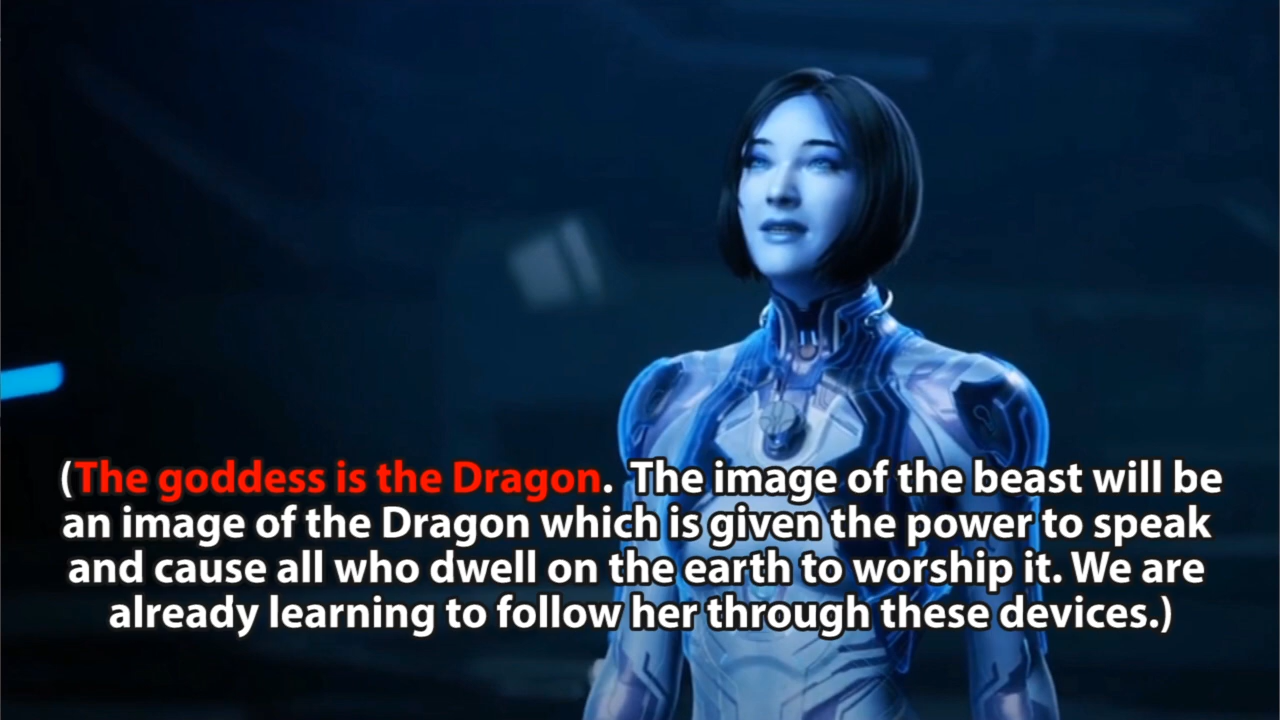 (The goddess is the Dragon.  The image of the beast will be
an image of the Dragon which is given the power to speak
and cause all who dwell on the earth to worship it. We are
already learning to follow her through these devices.)